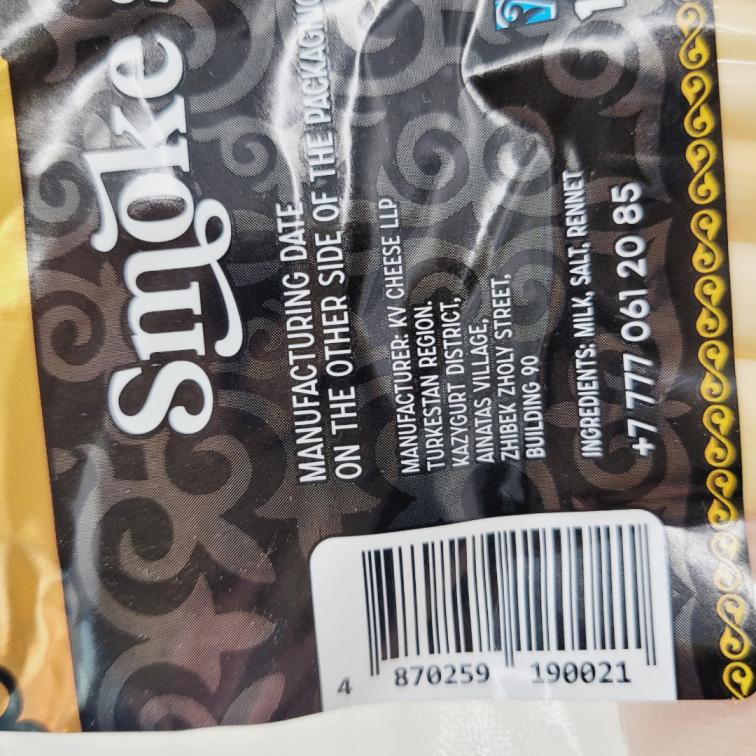 Smoke
MANUFACTURING DATE
ON THE OTHER SIDE OF THE PACKAGING
MANUFACTURER: KV CHEESE LLP
TURKESTAN REGION.
KAZYGURT DISTRICT,
AINATAS VILLAGE,
ZHIBEK ZHOLY STREET,
BUILDING 90
INGREDIENTS: MILK, SALT, RENNET
+7 777 061 20 85
4 870259 190021